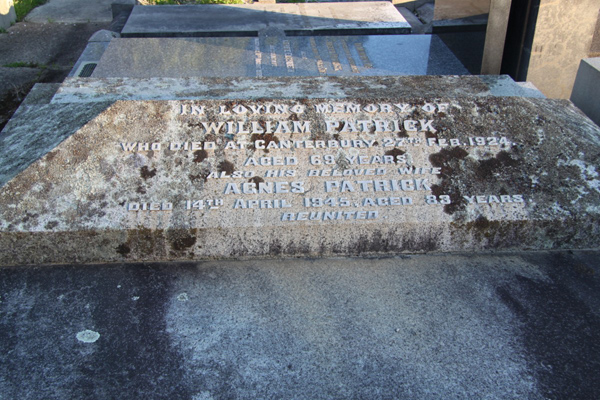 IN LOVING MEMORY OF
WILLIAM PATRICK
WHO DIED AT CANTERBURY, 27TH FEB, 1924,
AGED 69 YEARS.
ALSO HIS BELOVED WIFE
AGNES PATRICK
DIED 14TH APRIL 1945, AGED 83 YEARS.
REUNITED